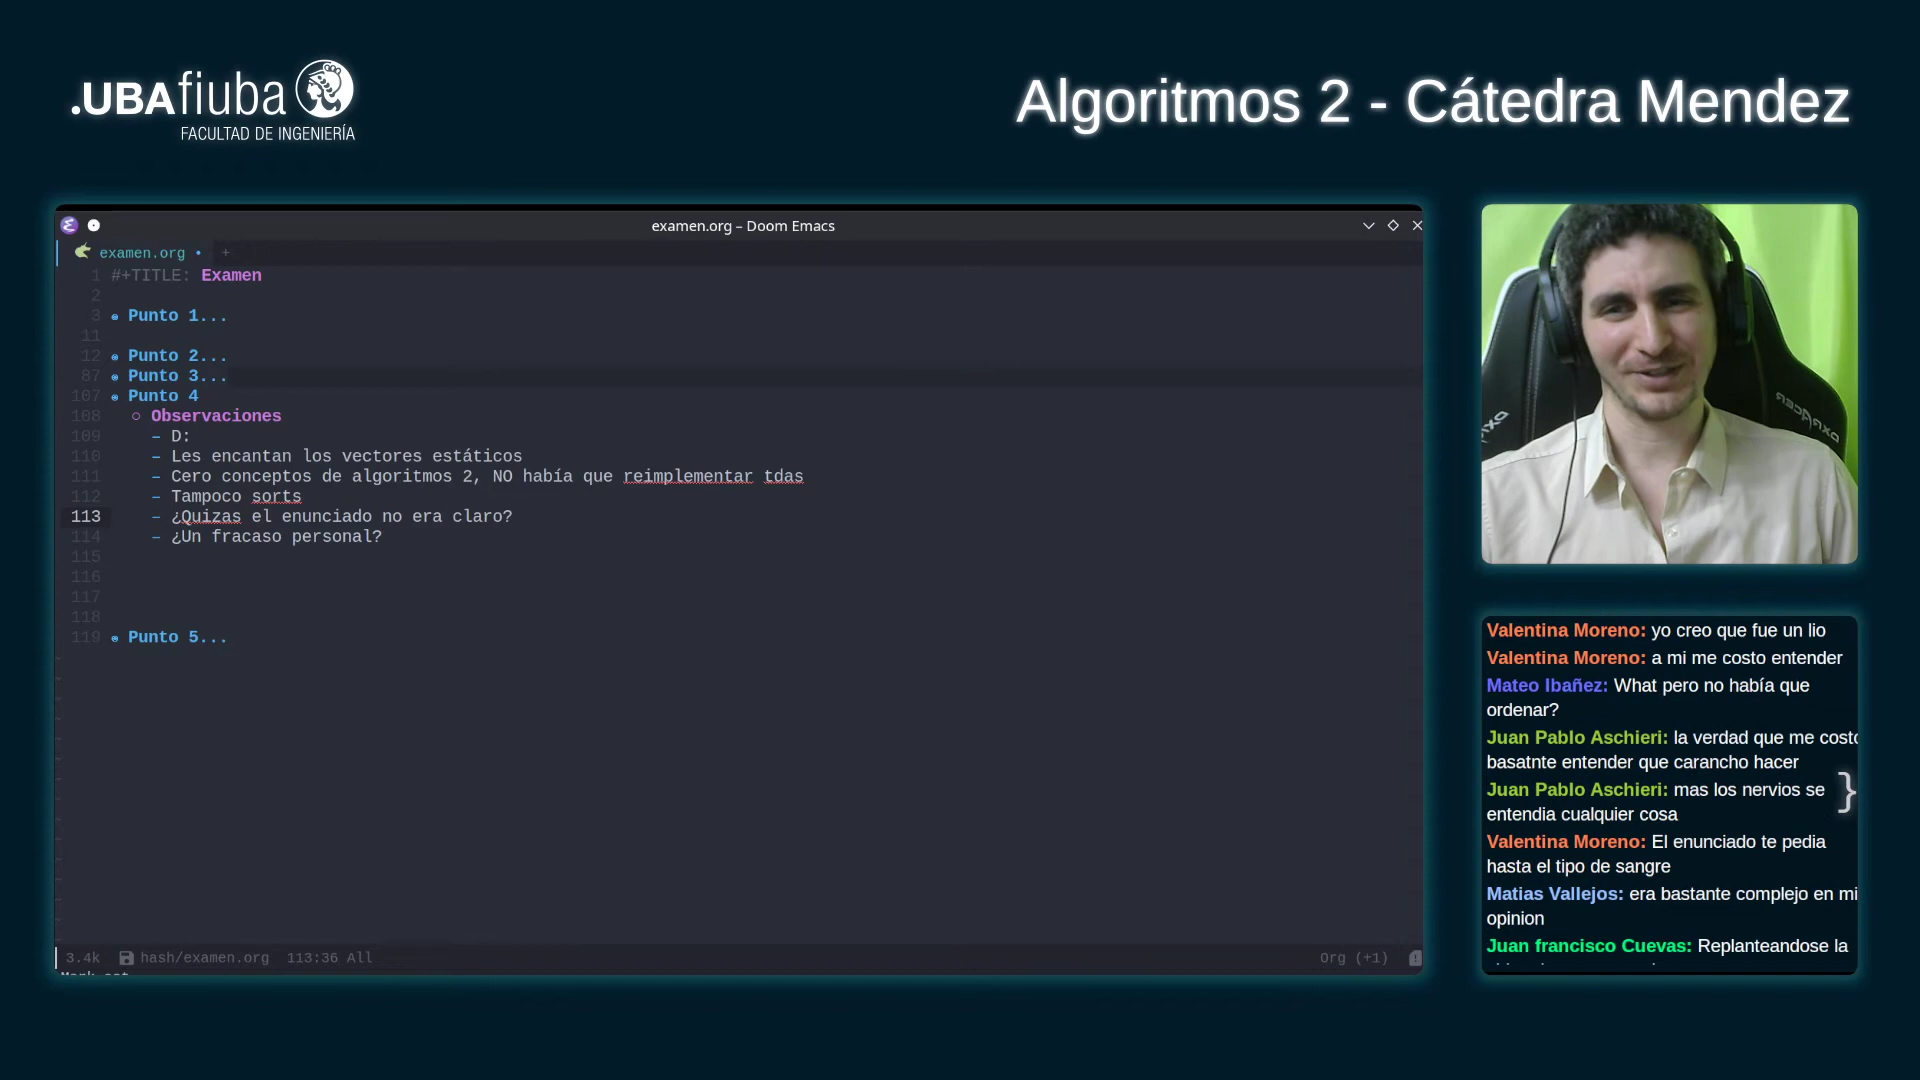 .UBAfiuba
FACULTAD DE INGENIERÍA
Algoritmos 2 - Cátedra Mendez
examen.org – Doom Emacs
examen.org • +
1 #+TITLE: Examen
2
3 Punto 1...
11
12 Punto 2...
87 Punto 3...
107 Punto 4
108 Observaciones
109 – D:
110 – Les encantan los vectores estáticos
111 – Cero conceptos de algoritmos 2, NO había que reimplementar tdas
112 – Tampoco sorts
113 – ¿Quizas el enunciado no era claro?
114 – ¿Un fracaso personal?
115
116
117
118
119 Punto 5...
3.4k hash/examen.org 113:36 All Org (+1)
DXRACER
Valentina Moreno: yo creo que fue un lio
Valentina Moreno: a mi me costo entender
Mateo Ibañez: What pero no había que
ordenar?
Juan Pablo Aschieri: la verdad que me costo
basatnte entender que carancho hacer
Juan Pablo Aschieri: mas los nervios se
entendia cualquier cosa
}
Valentina Moreno: El enunciado te pedia
hasta el tipo de sangre
Matias Vallejos: era bastante complejo en mi
opinion
Juan francisco Cuevas: Replanteandose la